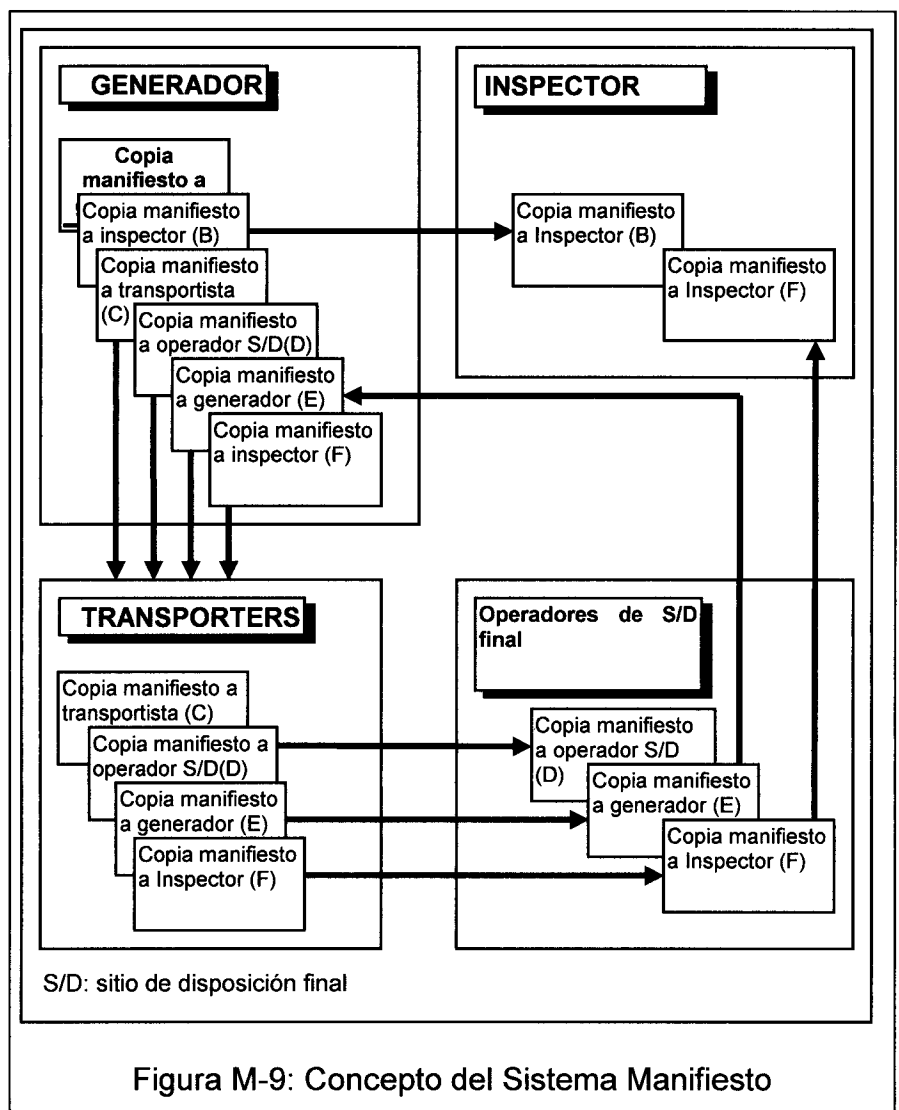 GENERADOR
Copia
manifiesto a
Copia manifiesto
a inspector (B)
Copia manifiesto
a transportista
(C)
Copia manifiesto
a operador S/D(D)
Copia manifiesto
a generador (E)
Copia manifiesto
a inspector (F)
INSPECTOR
Copia manifiesto
a Inspector (B)
Copia manifiesto
a Inspector (F)
TRANSPORTERS
Copia manifiesto a
transportista (C)
Copia manifiesto a
operador S/D(D)
Copia manifiesto
a generador (E)
Copia manifiesto
a Inspector (F)
Operadores de S/D
final
Copia manifiesto
a operador S/D
(D)
Copia manifiesto
a generador (E)
Copia manifiesto
a Inspector (F)
S/D: sitio de disposición final
Figura M-9: Concepto del Sistema Manifiesto